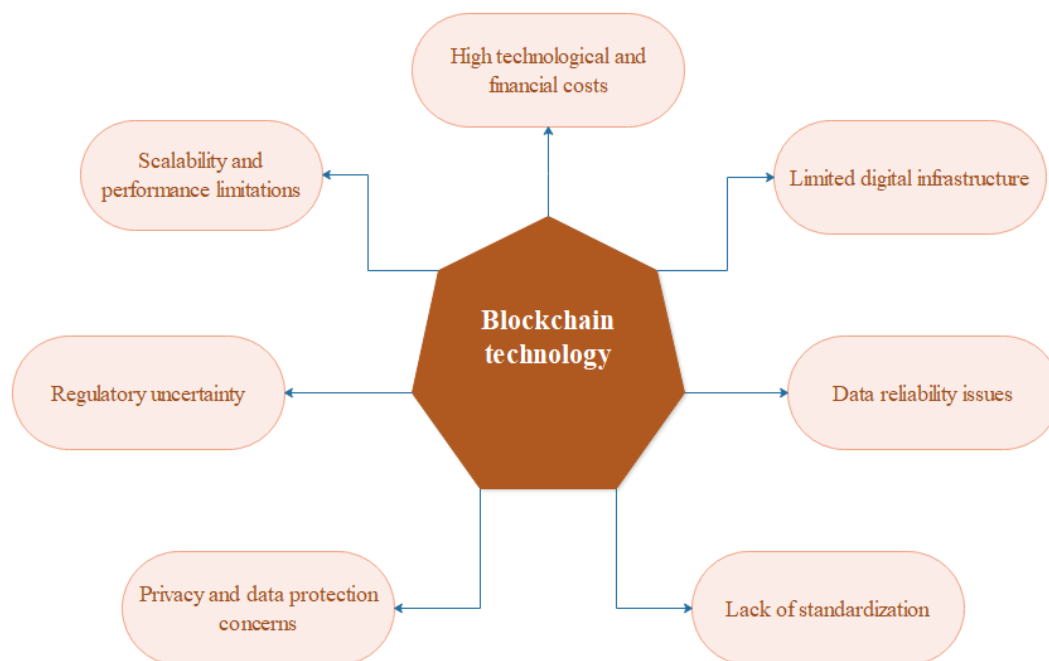 High technological and
financial costs
Scalability and
performance limitations
Limited digital infrastructure
Blockchain
technology
Regulatory uncertainty
Data reliability issues
Privacy and data protection
concerns
Lack of standardization